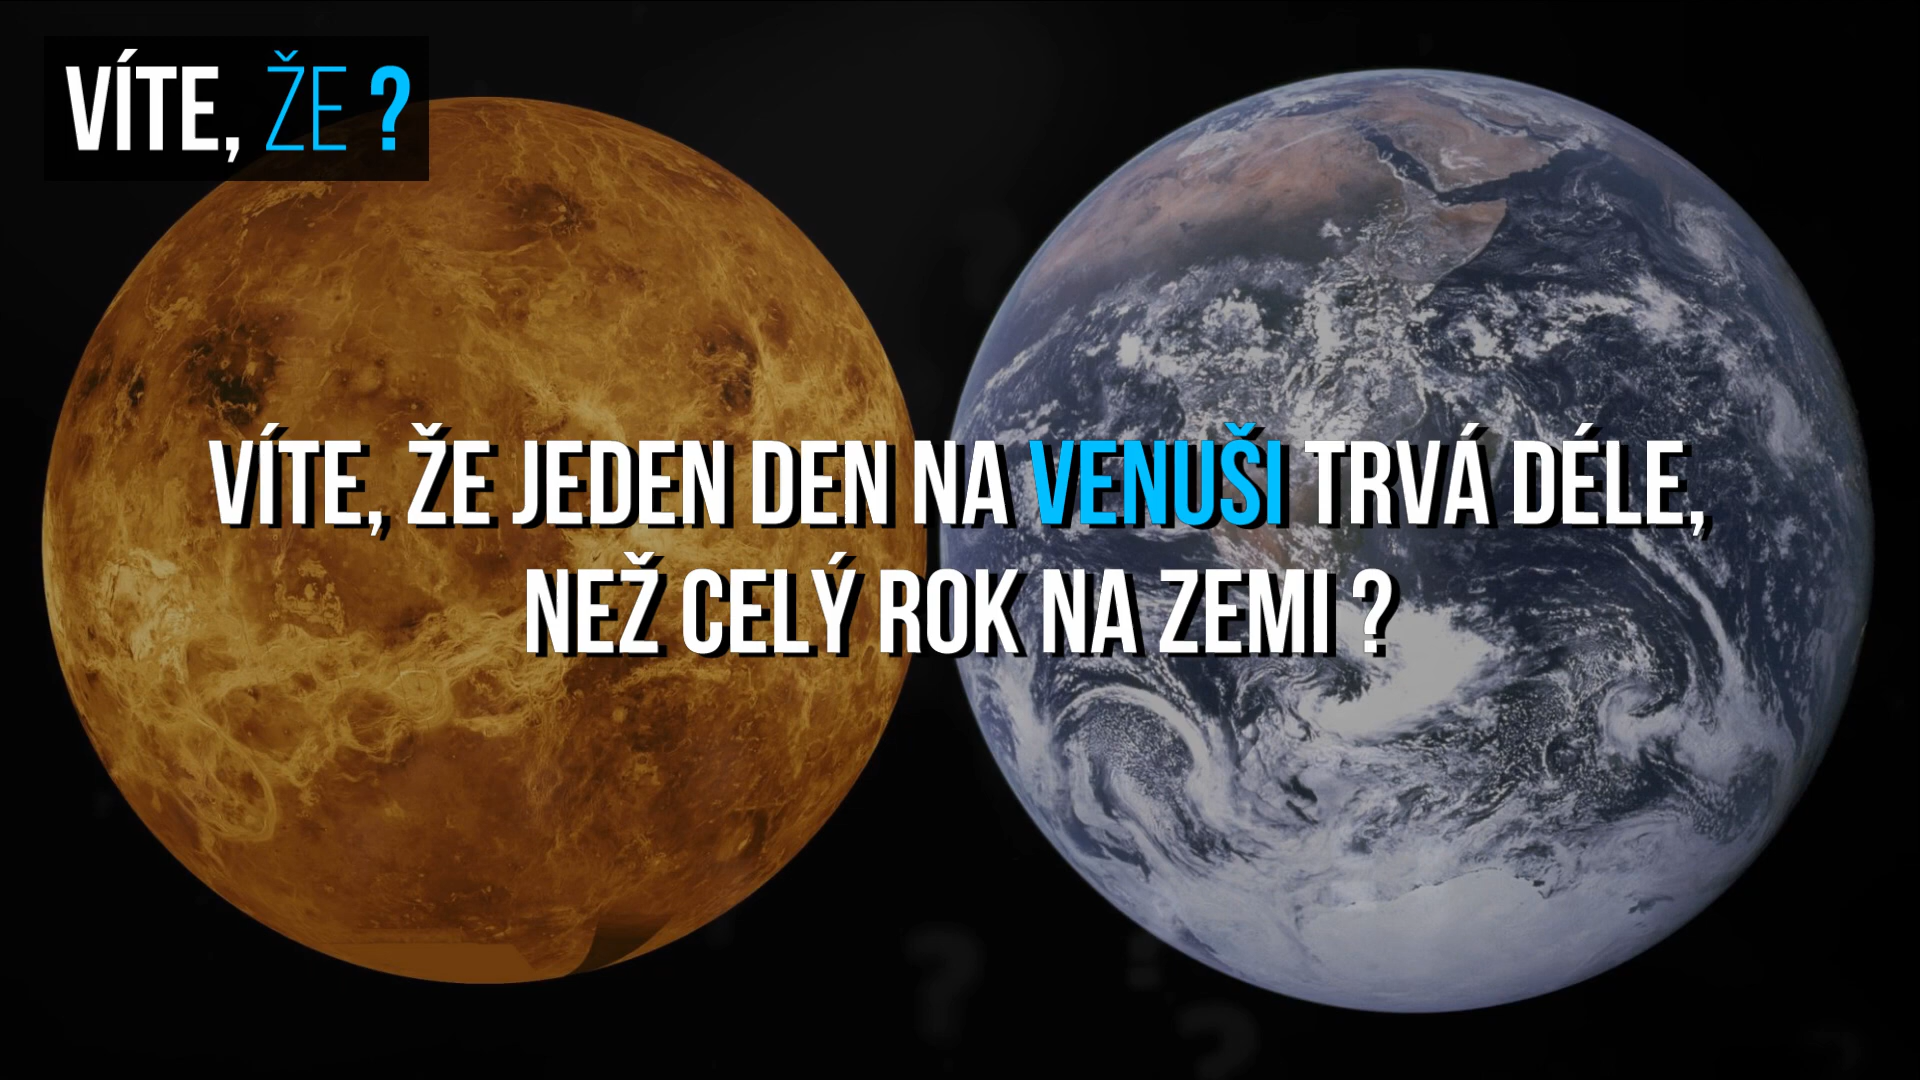 VÍTE, ŽE ?
VÍTE, ŽE JEDEN DEN NA VENUŠI TRVÁ DÉLE,
NEŽ CELÝ ROK NA ZEMI ?